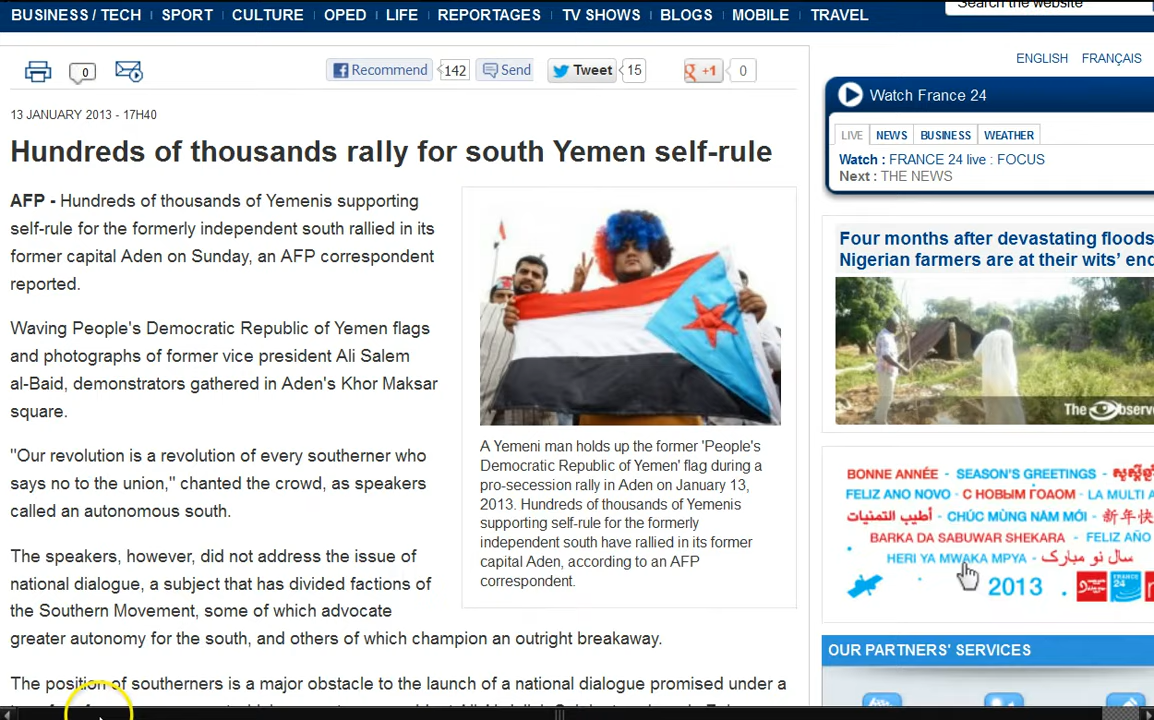 Search the website
BUSINESS / TECH
SPORT
CULTURE
OPED
LIFE
REPORTAGES
TV SHOWS
BLOGS
MOBILE
TRAVEL
0
Recommend
142
Send
Tweet
15
+1
0
ENGLISH
FRANÇAIS
13 JANUARY 2013 - 17H40
Hundreds of thousands rally for south Yemen self-rule
AFP - Hundreds of thousands of Yemenis supporting
self-rule for the formerly independent south rallied in its
former capital Aden on Sunday, an AFP correspondent
reported.
Waving People's Democratic Republic of Yemen flags
and photographs of former vice president Ali Salem
al-Baid, demonstrators gathered in Aden's Khor Maksar
square.
"Our revolution is a revolution of every southerner who
says no to the union," chanted the crowd, as speakers
called an autonomous south.
The speakers, however, did not address the issue of
national dialogue, a subject that has divided factions of
the Southern Movement, some of which advocate
greater autonomy for the south, and others of which champion an outright breakaway.
The position of southerners is a major obstacle to the launch of a national dialogue promised under a
A Yemeni man holds up the former 'People's
Democratic Republic of Yemen' flag during a
pro-secession rally in Aden on January 13,
2013. Hundreds of thousands of Yemenis
supporting self-rule for the formerly
independent south have rallied in its former
capital Aden, according to an AFP
correspondent.
Watch France 24
LIVE
NEWS
BUSINESS
WEATHER
Watch : FRANCE 24 live : FOCUS
Next : THE NEWS
Four months after devastating floods
Nigerian farmers are at their wits' end
The Observe
BONNE ANNÉE - SEASON'S GREETINGS -
FELIZ ANO NOVO - С НОВЫМ ГОДОМ - LA MULTI A
أطيب التمنيات - CHÚC MỪNG NĂM MỚI - 新年快
BARKA DA SABUWAR SHEKARA - FELIZ AÑO
HERI YA MWAKA MPYA - سال نو مبارک
2013
FRANCE 24
OUR PARTNERS' SERVICES